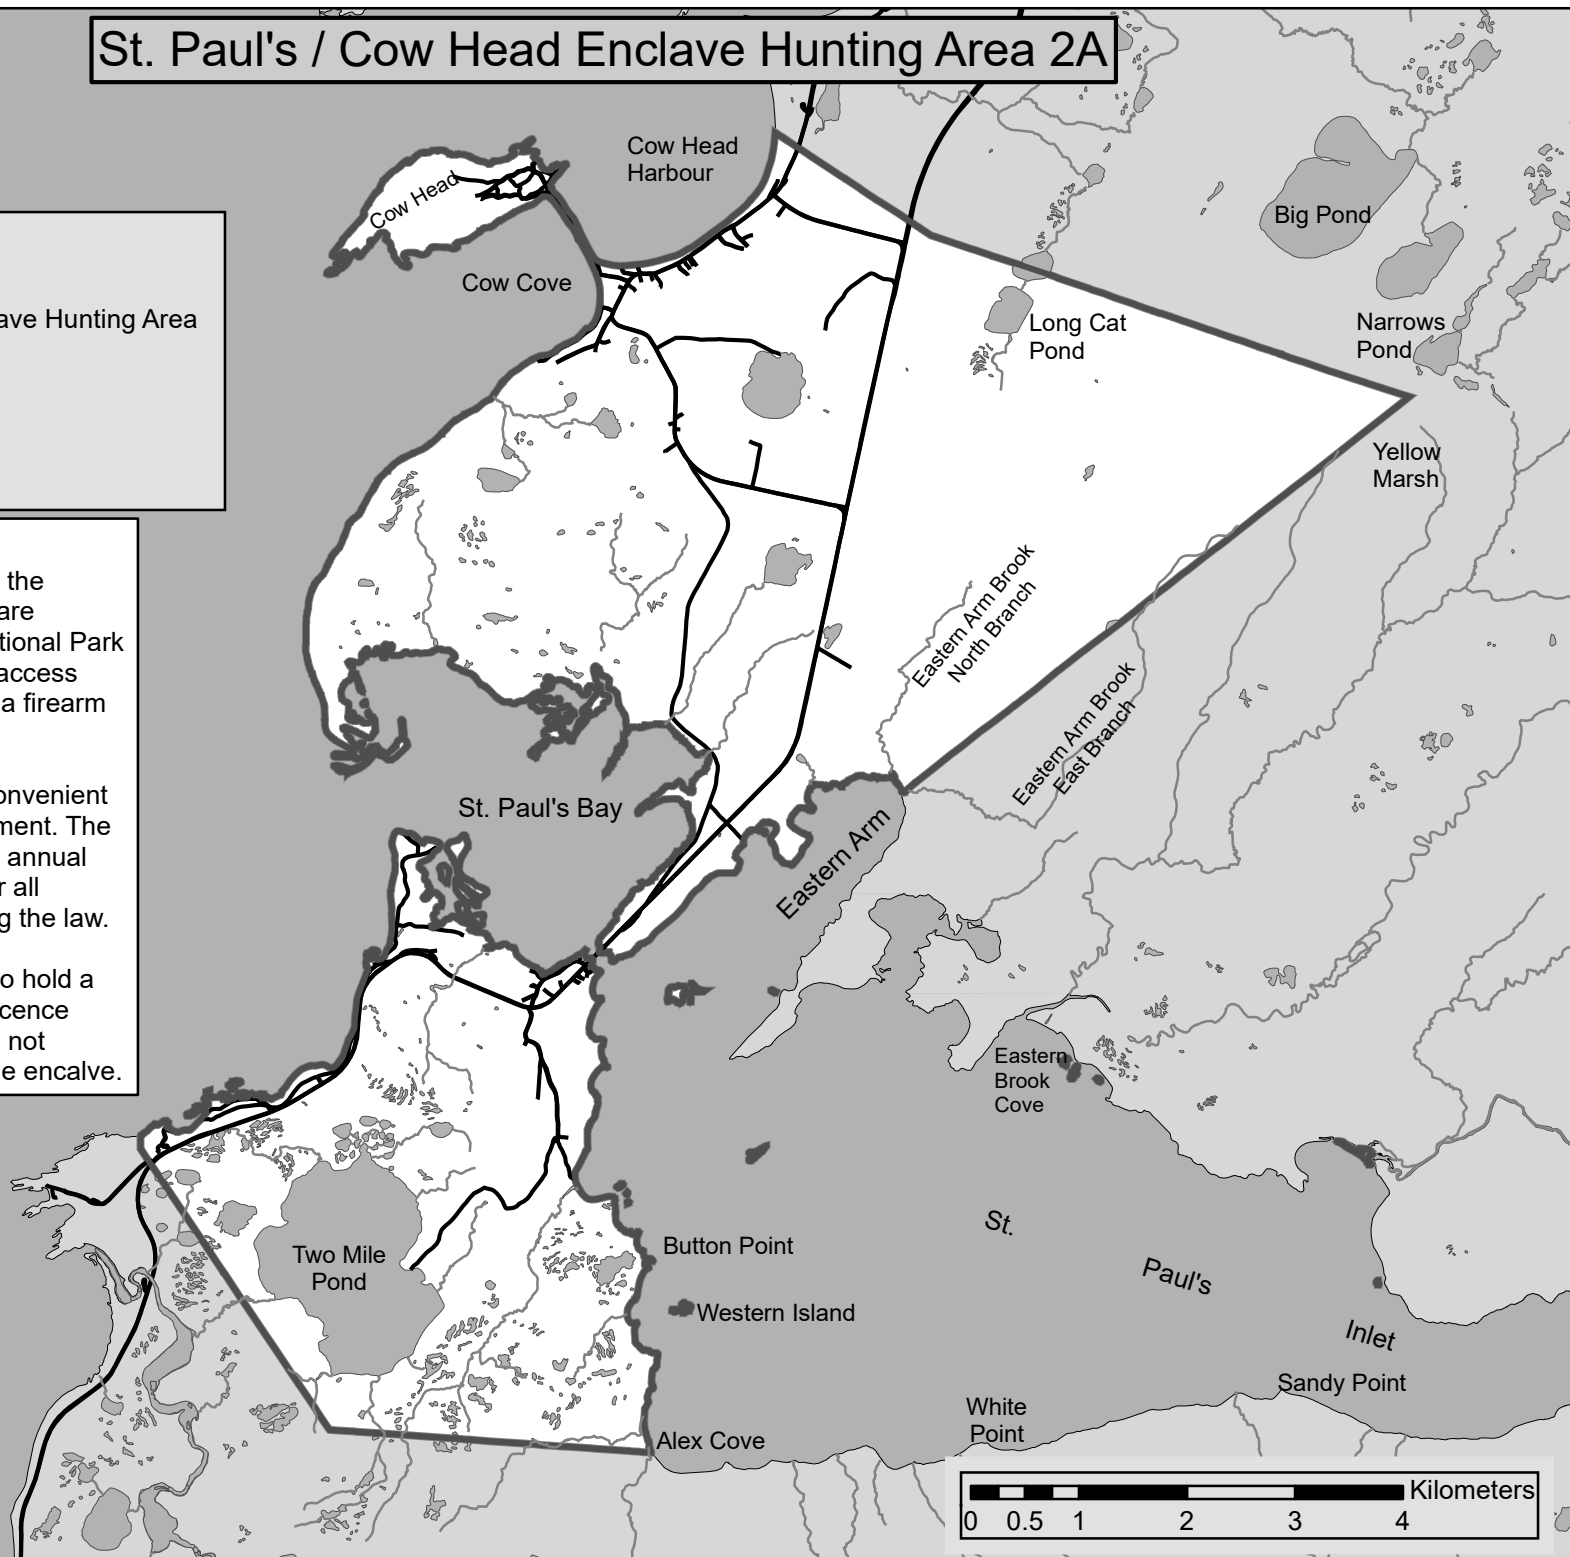 St. Paul's / Cow Head Enclave Hunting Area 2A
Cow Head
Harbour
Cow Head
Cow Cove
Big Pond
ave Hunting Area
Long Cat
Pond
Narrows
Pond
Yellow
Marsh
the
are
tional Park
access
a firearm
onvenient
ment. The
annual
r all
g the law.
o hold a
cence
not
e encalve.
Eastern Arm Brook
North Branch
Eastern Arm Brook
East Branch
St. Paul's Bay
Eastern Arm
Eastern
Brook
Cove
Two Mile
Pond
Button Point
Western Island
St.
Paul's
Inlet
Sandy Point
White
Point
Alex Cove
Kilometers
0 0.5 1 2 3 4